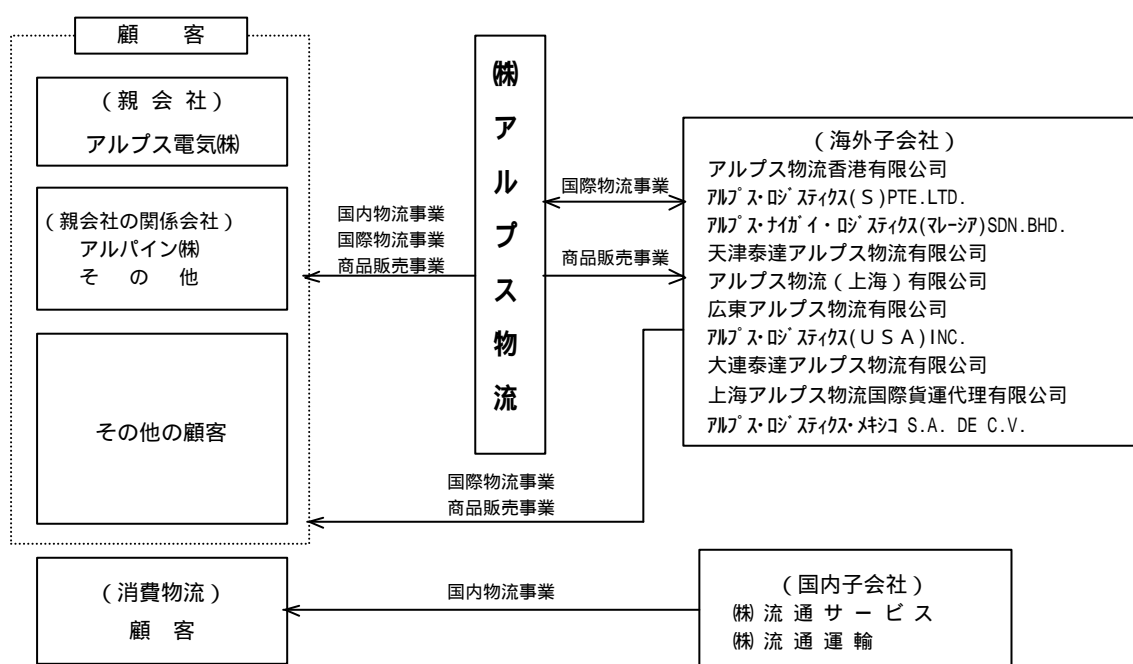 顧　客
（親 会 社）
アルプス電気㈱
（親会社の関係会社）
アルパイン㈱
そ　の　他
その他の顧客
国内物流事業
国際物流事業
商品販売事業
㈱アルプス物流
国際物流事業
商品販売事業
（海外子会社）
アルプス物流香港有限公司
ｱﾙﾌﾟｽ・ﾛｼﾞｽﾃｨｸｽ(Ｓ)PTE.LTD.
ｱﾙﾌﾟｽ・ﾅｲｶﾞｲ・ﾛｼﾞｽﾃｨｸｽ(ﾏﾚｰｼｱ)SDN.BHD.
天津泰達アルプス物流有限公司
アルプス物流（上海）有限公司
広東アルプス物流有限公司
ｱﾙﾌﾟｽ・ﾛｼﾞｽﾃｨｸｽ(ＵＳＡ)INC.
大連泰達アルプス物流有限公司
上海アルプス物流国際貨運代理有限公司
ｱﾙﾌﾟｽ・ﾛｼﾞｽﾃｨｸｽ・ﾒｷｼｺ S.A. DE C.V.
国際物流事業
商品販売事業
（消費物流）
顧　客
国内物流事業
（国内子会社）
㈱ 流 通 サ ー ビ ス
㈱ 流 通 運 輸